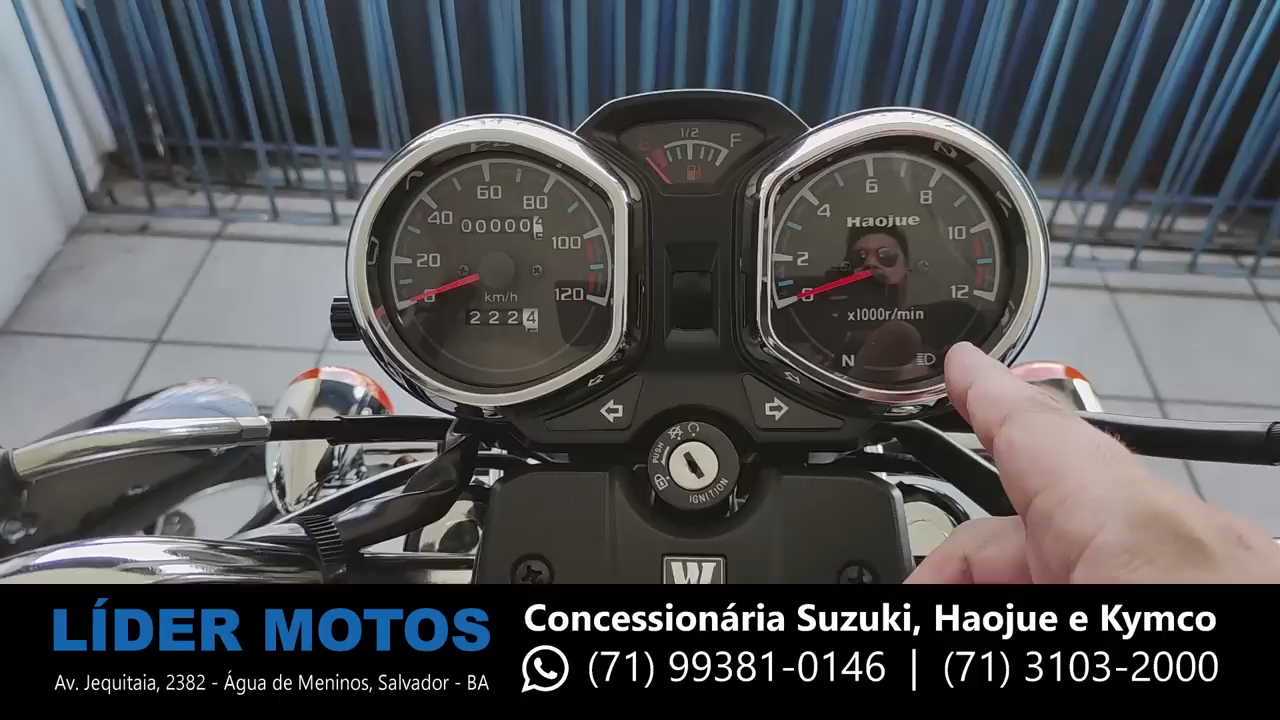 E 1/2 F
20 40 60 80 100 120
00000
km/h
2224
0 2 4 6 8 10 12
Haojue
x1000r/min
N
PUSH
IGNITION
LÍDER MOTOS
Av. Jequitaia, 2382 - Água de Meninos, Salvador - BA
Concessionária Suzuki, Haojue e Kymco
(71) 99381-0146 | (71) 3103-2000